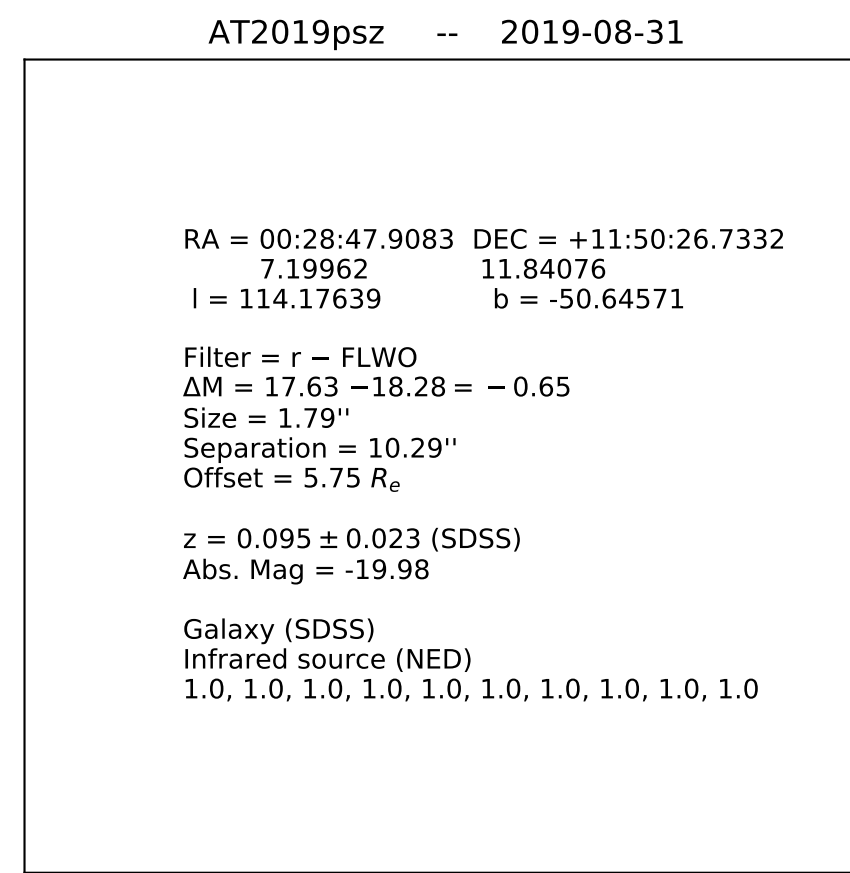 AT2019psz -- 2019-08-31
RA = 00:28:47.9083 DEC = +11:50:26.7332
7.19962 11.84076
l = 114.17639 b = -50.64571
Filter = r − FLWO
ΔM = 17.63 −18.28 = −0.65
Size = 1.79''
Separation = 10.29''
Offset = 5.75 Re
z = 0.095 ± 0.023 (SDSS)
Abs. Mag = -19.98
Galaxy (SDSS)
Infrared source (NED)
1.0, 1.0, 1.0, 1.0, 1.0, 1.0, 1.0, 1.0, 1.0, 1.0